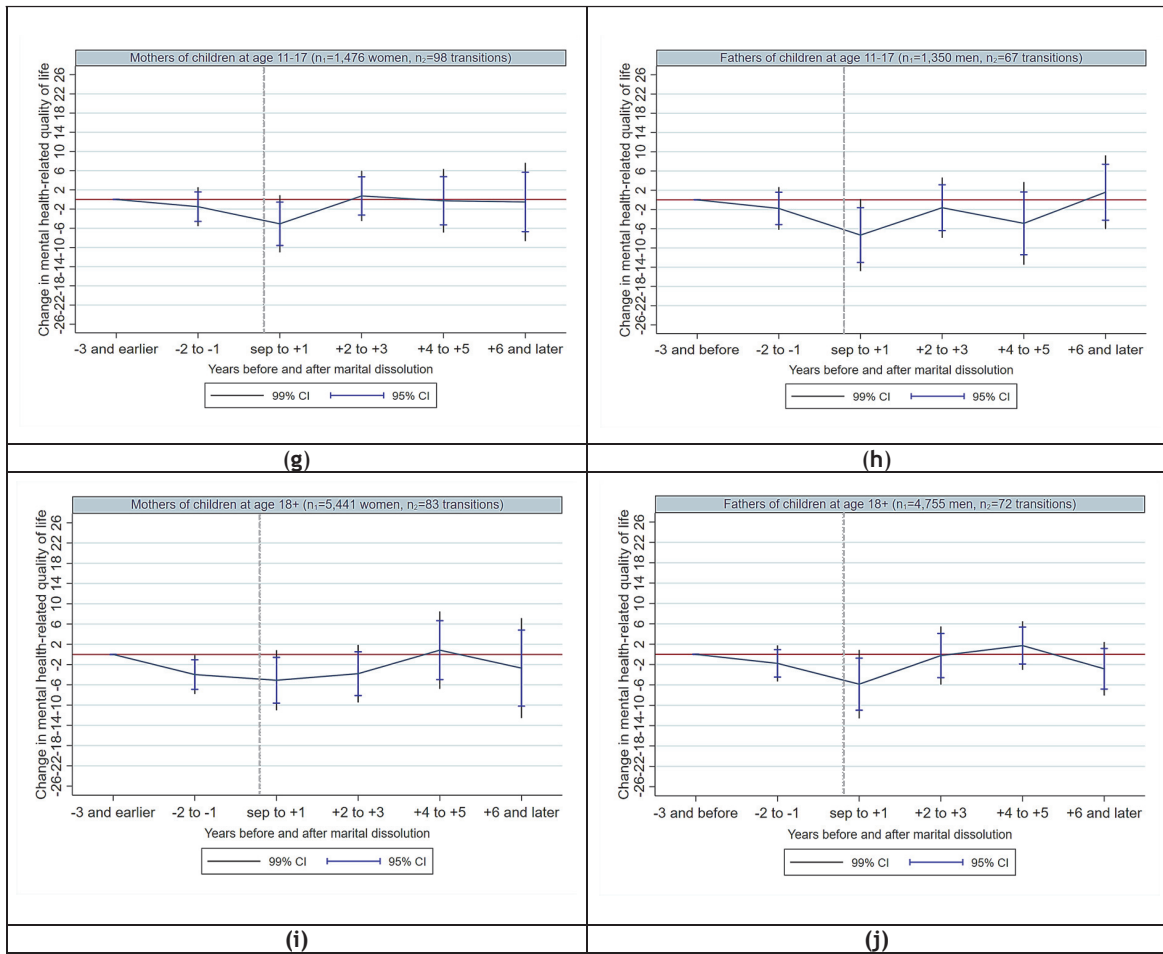 Mothers of children at age 11-17 (n₁=1,476 women, n₂=98 transitions)
Change in mental health-related quality of life
-26-22-18-14-10 -6 -2 2 6 10 14 18 22 26
-3 and earlier -2 to -1 sep to +1 +2 to +3 +4 to +5 +6 and later
Years before and after marital dissolution
99% CI 95% CI
Fathers of children at age 11-17 (n₁=1,350 men, n₂=67 transitions)
Change in mental health-related quality of life
-26-22-18-14-10 -6 -2 2 6 10 14 18 22 26
-3 and before -2 to -1 sep to +1 +2 to +3 +4 to +5 +6 and later
Years before and after marital dissolution
99% CI 95% CI
(g) (h)
Mothers of children at age 18+ (n₁=5,441 women, n₂=83 transitions)
Change in mental health-related quality of life
-26-22-18-14-10 -6 -2 2 6 10 14 18 22 26
-3 and earlier -2 to -1 sep to +1 +2 to +3 +4 to +5 +6 and later
Years before and after marital dissolution
99% CI 95% CI
Fathers of children at age 18+ (n₁=4,755 men, n₂=72 transitions)
Change in mental health-related quality of life
-26-22-18-14-10 -6 -2 2 6 10 14 18 22 26
-3 and before -2 to -1 sep to +1 +2 to +3 +4 to +5 +6 and later
Years before and after marital dissolution
99% CI 95% CI
(i) (j)